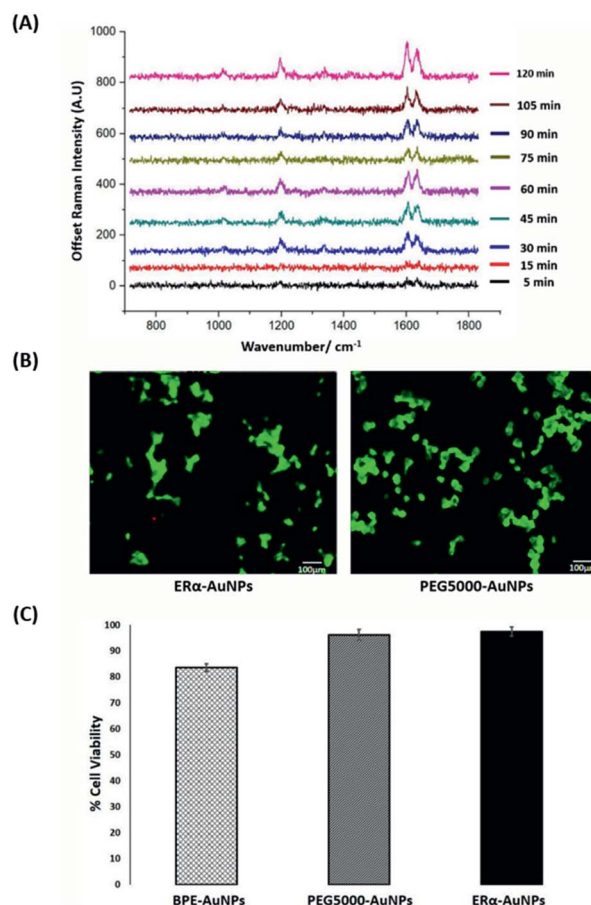 (A)
Offset Raman Intensity (A.U)
1000
800
600
400
200
0
800 1000 1200 1400 1600 1800
Wavenumber/ cm⁻¹
120 min
105 min
90 min
75 min
60 min
45 min
30 min
15 min
5 min
(B)
100μm
100μm
ERα-AuNPs PEG5000-AuNPs
(C)
% Cell Viability
100
90
80
70
60
50
40
30
20
10
0
BPE-AuNPs PEG5000-AuNPs ERα-AuNPs